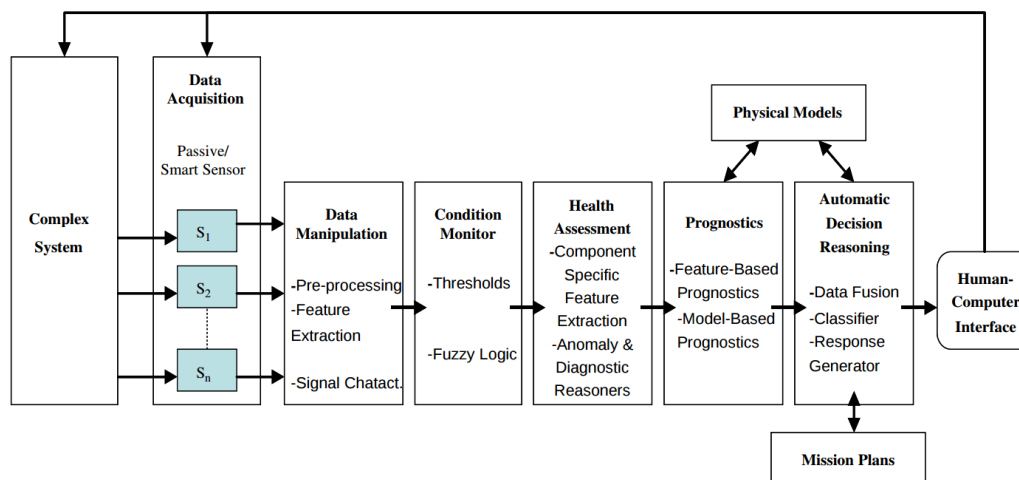 Complex
System
Data
Acquisition
Passive/
Smart Sensor
S1
S2
Sn
Data
Manipulation
-Pre-processing
-Feature
Extraction
-Signal Chatact.
Condition
Monitor
-Thresholds
-Fuzzy Logic
Health
Assessment
-Component
Specific
Feature
Extraction
-Anomaly &
Diagnostic
Reasoners
Physical Models
Prognostics
-Feature-Based
Prognostics
-Model-Based
Prognostics
Automatic
Decision
Reasoning
-Data Fusion
-Classifier
-Response
Generator
Mission Plans
Human-
Computer
Interface